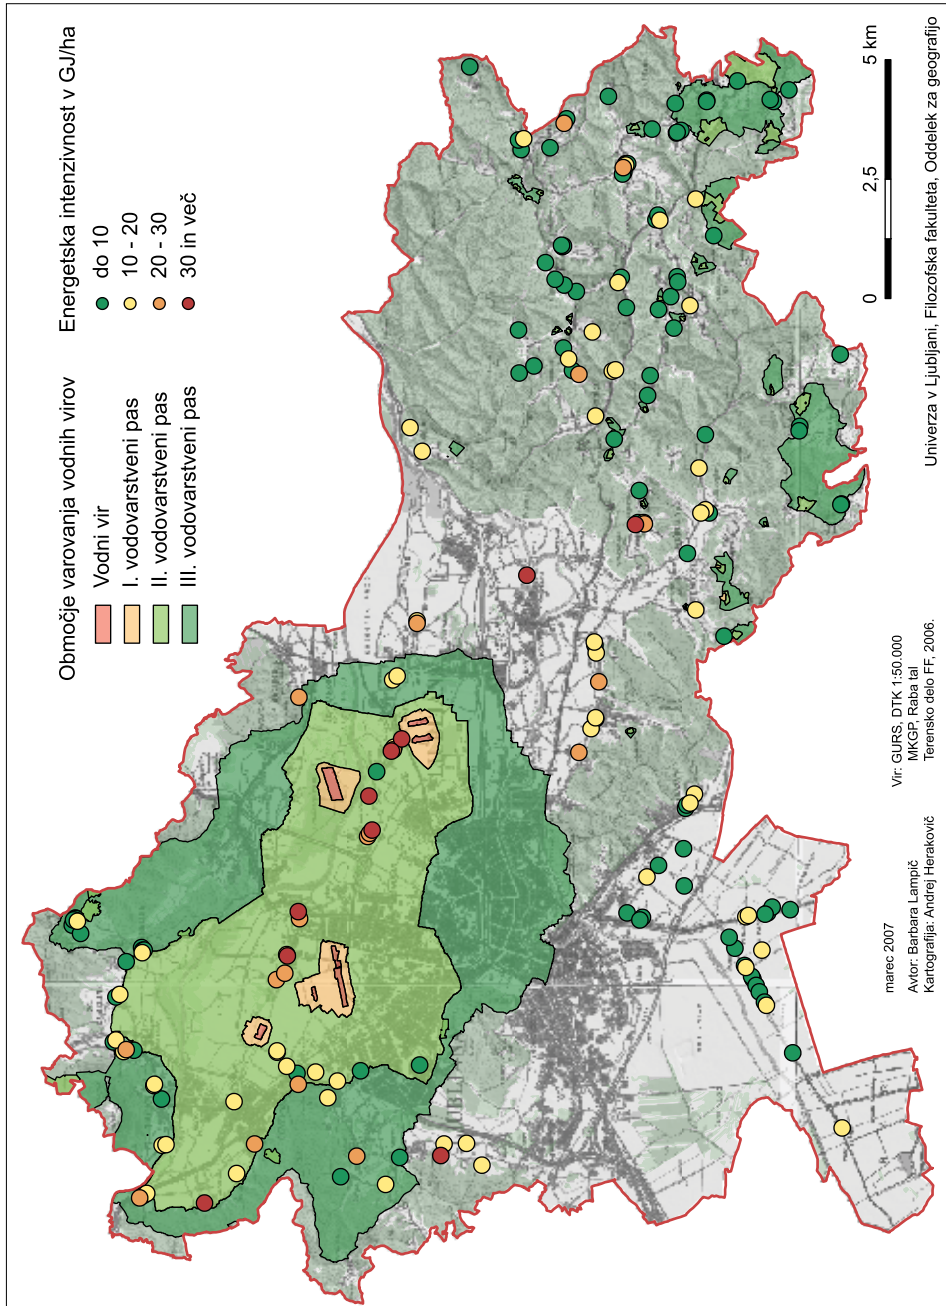 Območje varovanja vodnih virov
Vodni vir
I. vodovarstveni pas
II. vodovarstveni pas
III. vodovarstveni pas
Energetska intenzivnost v GJ/ha
do 10
10 - 20
20 - 30
30 in več
marec 2007
Avtor: Barbara Lampič
Kartografija: Andrej Herakovič
Vir: GURS, DTK 1:50.000
MKGP, Raba tal
Terensko delo FF, 2006.
0 2,5 5 km
Univerza v Ljubljani, Filozofska fakulteta, Oddelek za geografijo